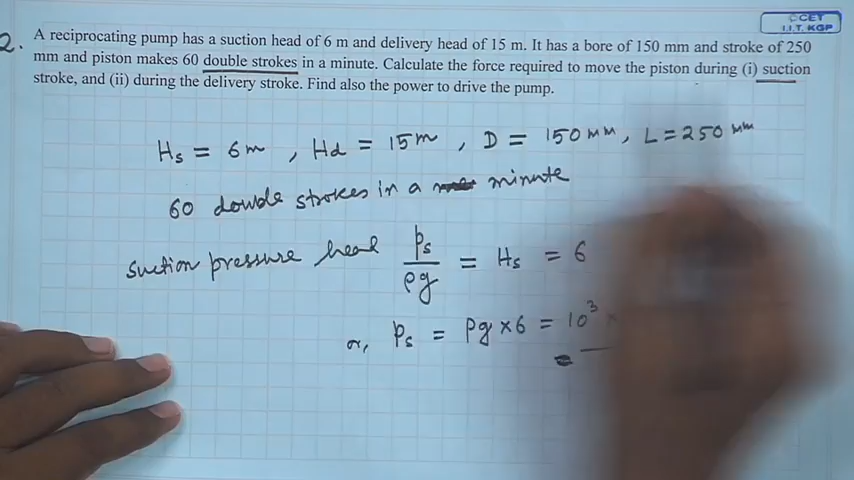 CCET
I.I.T. KGP
2.
A reciprocating pump has a suction head of 6 m and delivery head of 15 m. It has a bore of 150 mm and stroke of 250
mm and piston makes 60 double strokes in a minute. Calculate the force required to move the piston during (i) suction
stroke, and (ii) during the delivery stroke. Find also the power to drive the pump.
Hs = 6m , Hd = 15m , D = 150 mm, L = 250 mm
60 double strokes in a minute
suction pressure head ps/ρg = Hs = 6
or, ps = ρg × 6 = 10³ ×
=